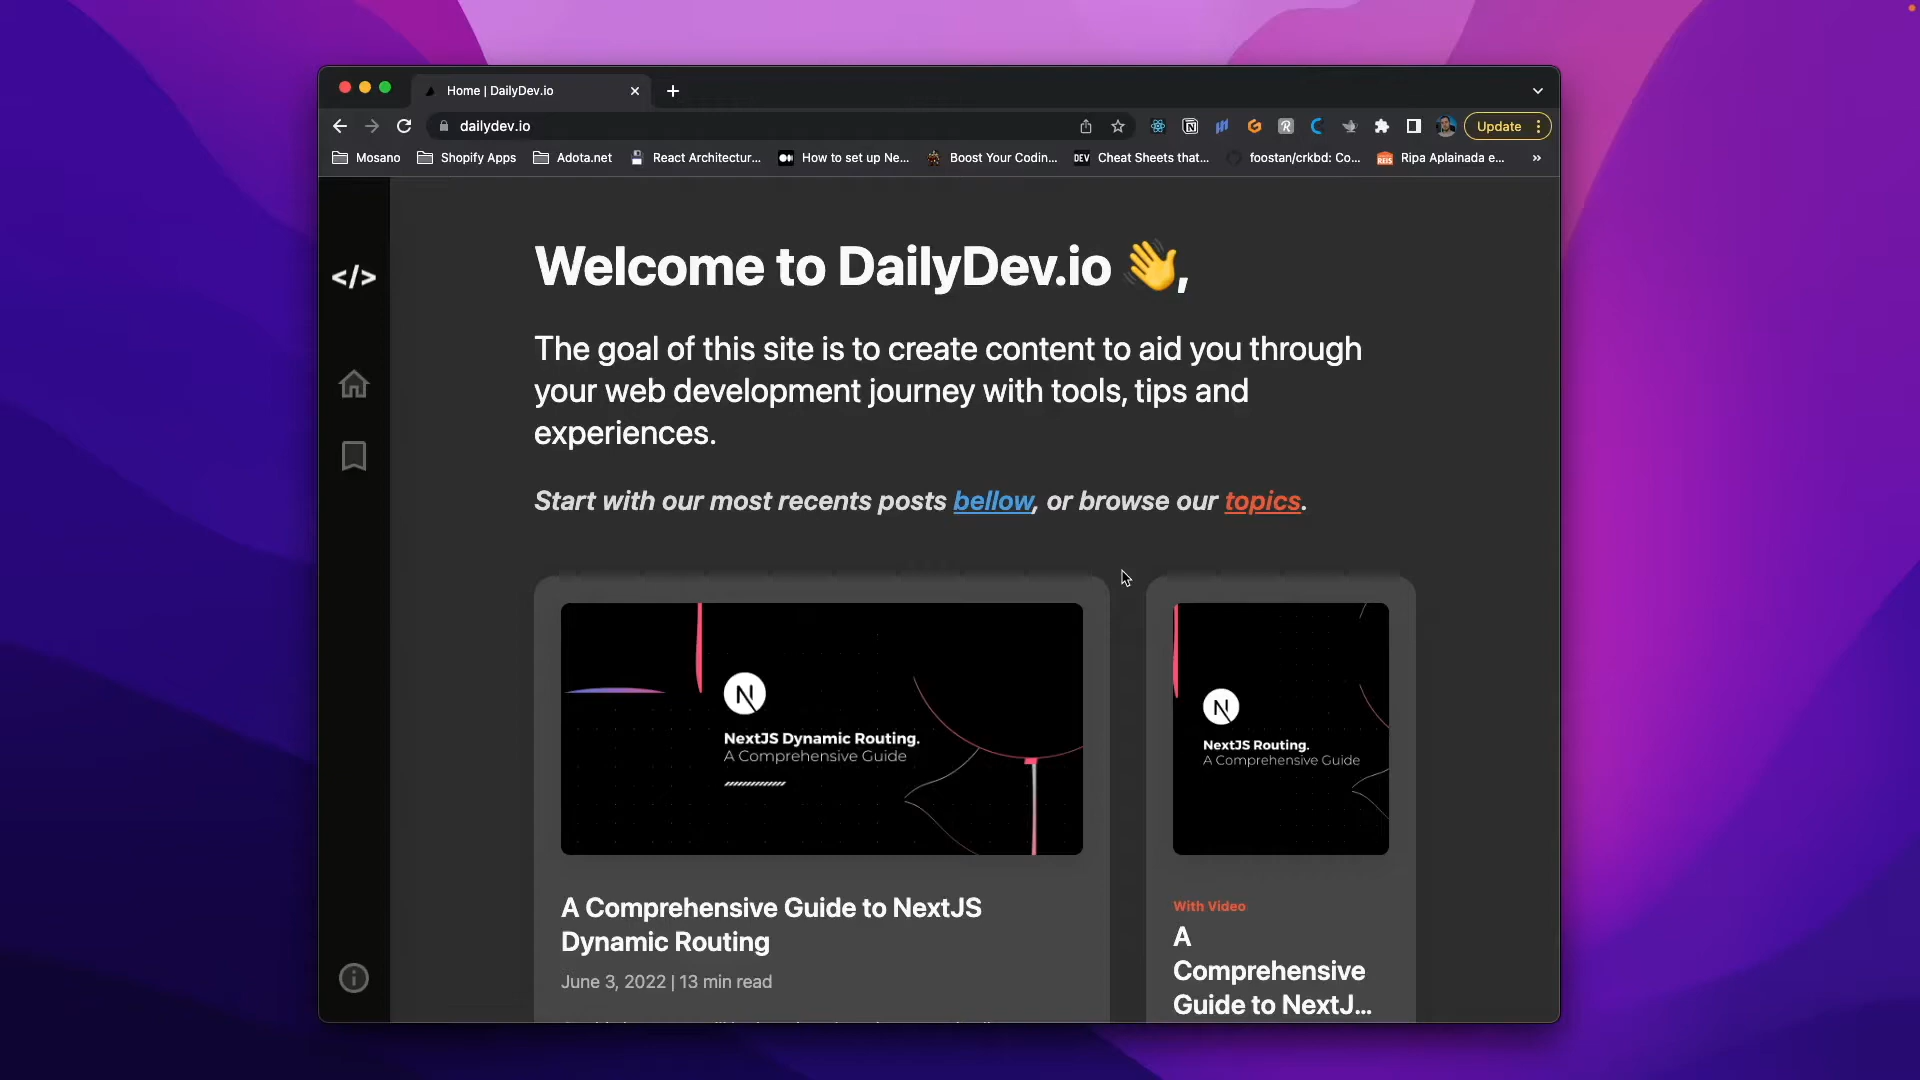 Home | DailyDev.io
dailydev.io
Update
Mosano
Shopify Apps
Adota.net
React Architectur...
How to set up Ne...
Boost Your Codin...
DEV
Cheat Sheets that...
foostan/crkbd: Co...
REIS
Ripa Aplainada e...
»
</>
Welcome to DailyDev.io 👋,
The goal of this site is to create content to aid you through
your web development journey with tools, tips and
experiences.
Start with our most recents posts bellow, or browse our topics.
N
NextJS Dynamic Routing.
A Comprehensive Guide
A Comprehensive Guide to NextJS
Dynamic Routing
June 3, 2022 | 13 min read
N
NextJS Routing.
A Comprehensive Guide
With Video
A
Comprehensive
Guide to NextJ...